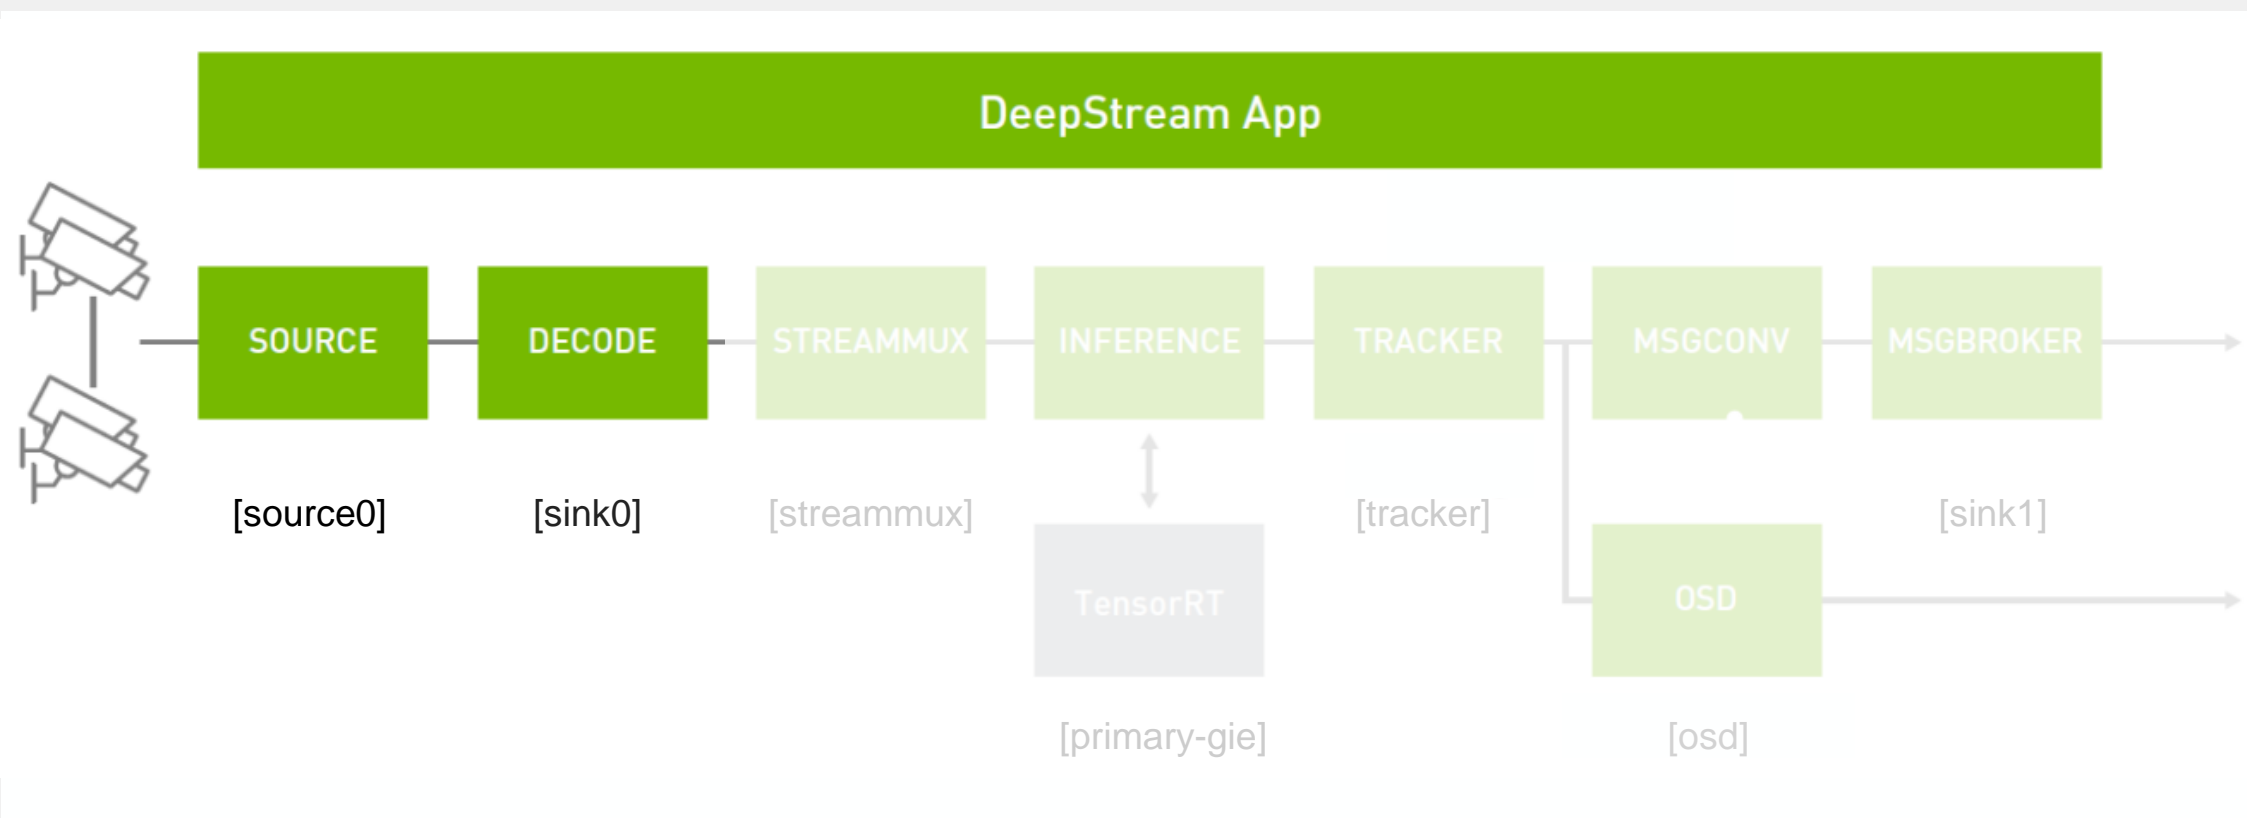 DeepStream App
SOURCE
DECODE
STREAMMUX
INFERENCE
TRACKER
MSGCONV
MSGBROKER
[source0]
[sink0]
[streammux]
[tracker]
[sink1]
TensorRT
OSD
[primary-gie]
[osd]